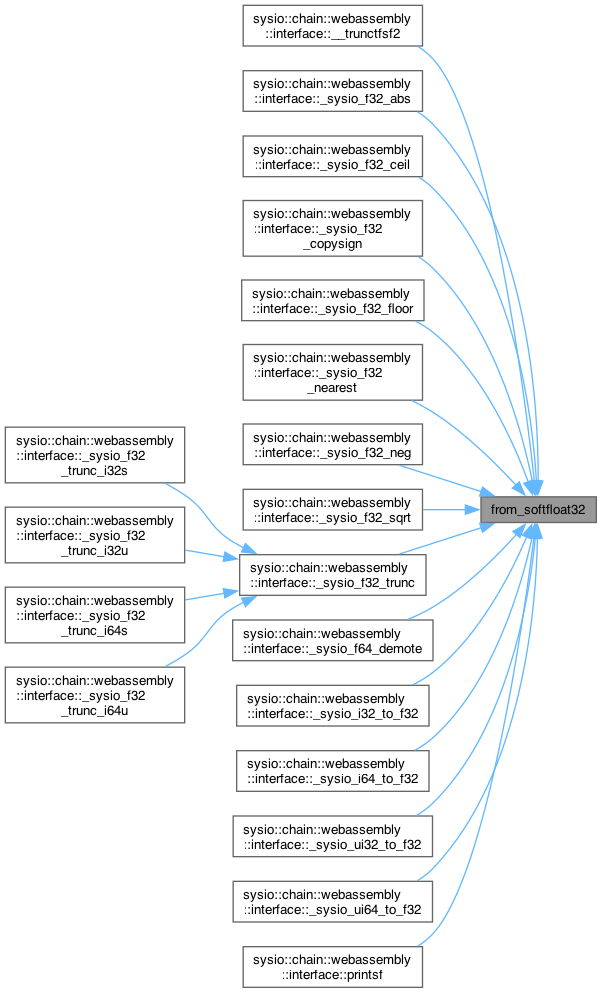 sysio::chain::webassembly
::interface::__trunctfsf2
sysio::chain::webassembly
::interface::_sysio_f32_abs
sysio::chain::webassembly
::interface::_sysio_f32_ceil
sysio::chain::webassembly
::interface::_sysio_f32
_copysign
sysio::chain::webassembly
::interface::_sysio_f32_floor
sysio::chain::webassembly
::interface::_sysio_f32
_nearest
sysio::chain::webassembly
::interface::_sysio_f32_neg
sysio::chain::webassembly
::interface::_sysio_f32_sqrt
from_softfloat32
sysio::chain::webassembly
::interface::_sysio_f32_trunc
sysio::chain::webassembly
::interface::_sysio_f32
_trunc_i32s
sysio::chain::webassembly
::interface::_sysio_f32
_trunc_i32u
sysio::chain::webassembly
::interface::_sysio_f32
_trunc_i64s
sysio::chain::webassembly
::interface::_sysio_f32
_trunc_i64u
sysio::chain::webassembly
::interface::_sysio_f64_demote
sysio::chain::webassembly
::interface::_sysio_i32_to_f32
sysio::chain::webassembly
::interface::_sysio_i64_to_f32
sysio::chain::webassembly
::interface::_sysio_ui32_to_f32
sysio::chain::webassembly
::interface::_sysio_ui64_to_f32
sysio::chain::webassembly
::interface::printsf